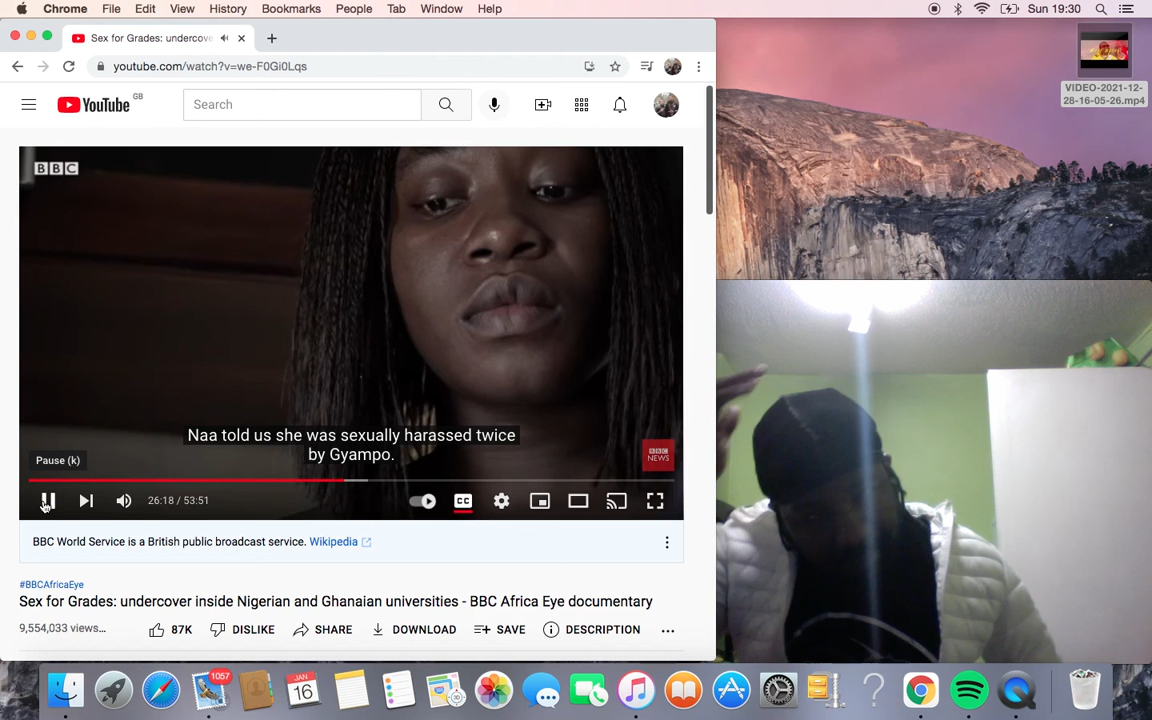 Chrome File Edit View History Bookmarks People Tab Window Help
Sun 19:30
Sex for Grades: undercove
youtube.com/watch?v=we-F0Gi0Lqs
YouTube GB
Search
VIDEO-2021-12-
28-16-05-26.mp4
BBC
Naa told us she was sexually harassed twice
by Gyampo.
Pause (k)
BBC
NEWS
26:18 / 53:51
CC
BBC World Service is a British public broadcast service. Wikipedia
#BBCAfricaEye
Sex for Grades: undercover inside Nigerian and Ghanaian universities - BBC Africa Eye documentary
9,554,033 views...
87K
DISLIKE
SHARE
DOWNLOAD
SAVE
DESCRIPTION
1057
JAN
16